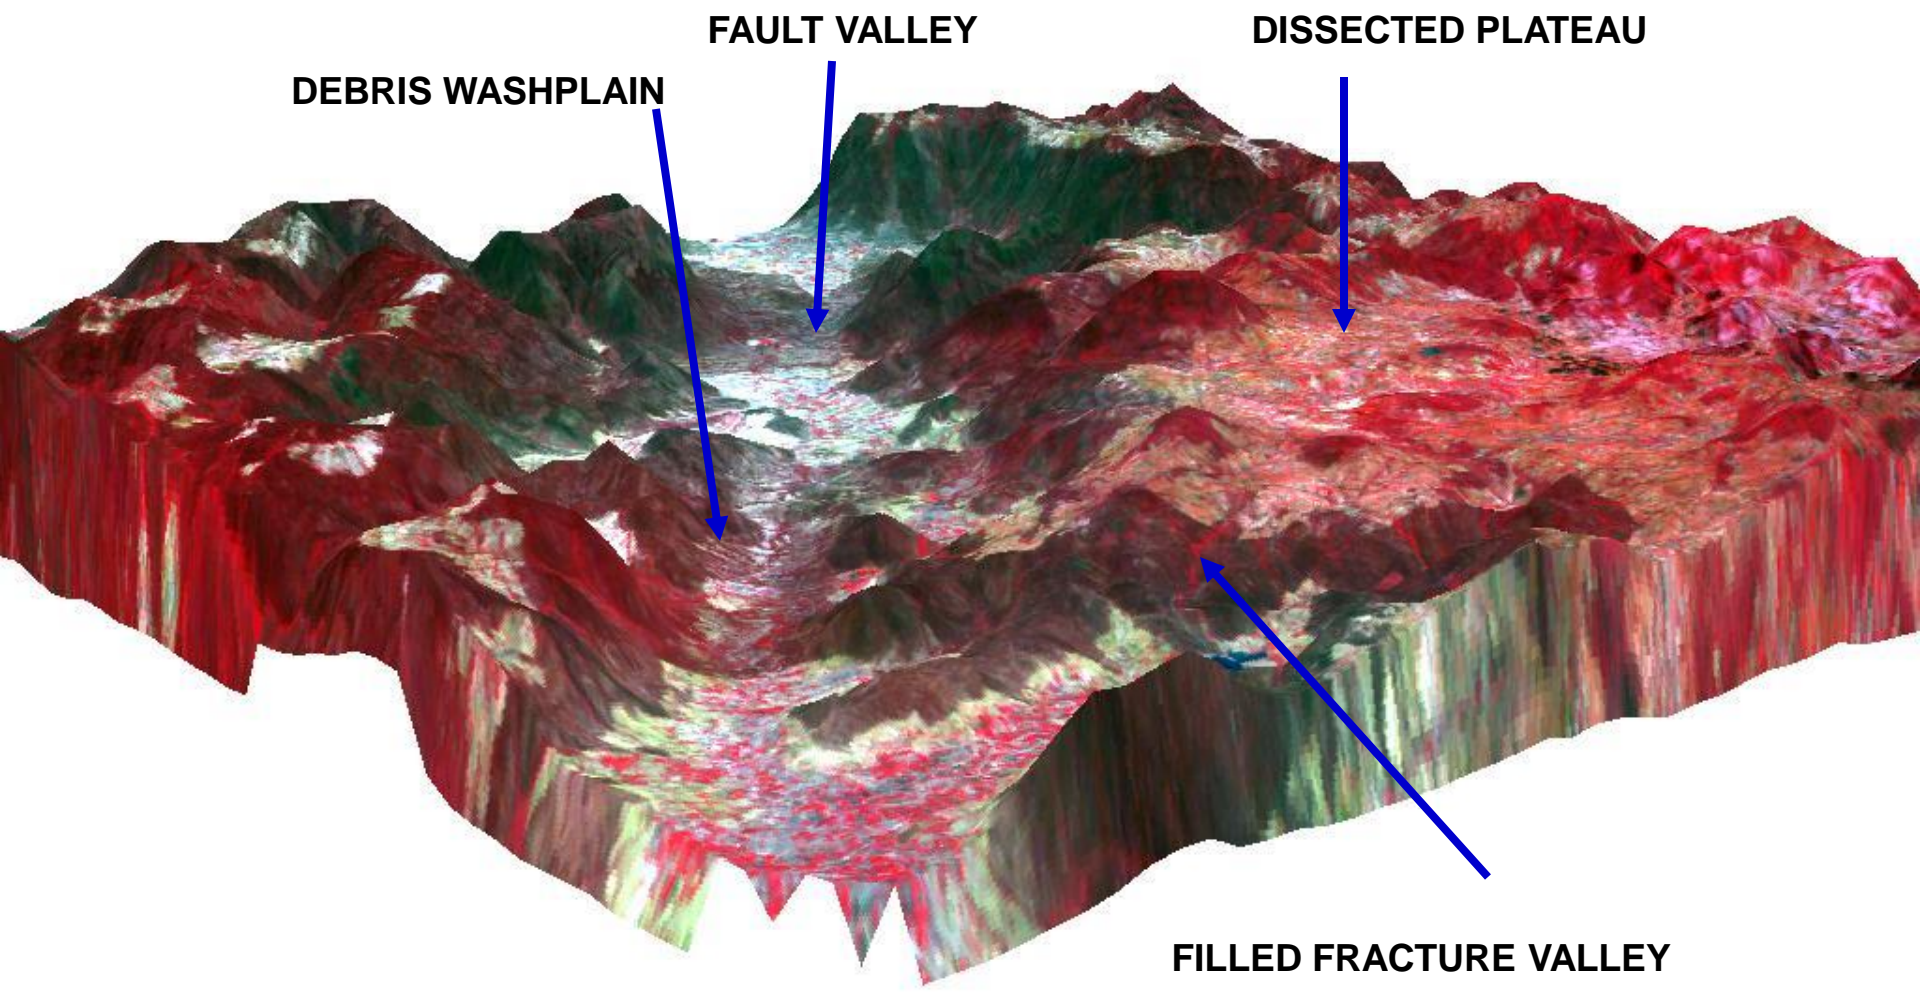 FAULT VALLEY
DISSECTED PLATEAU
DEBRIS WASHPLAIN
FILLED FRACTURE VALLEY